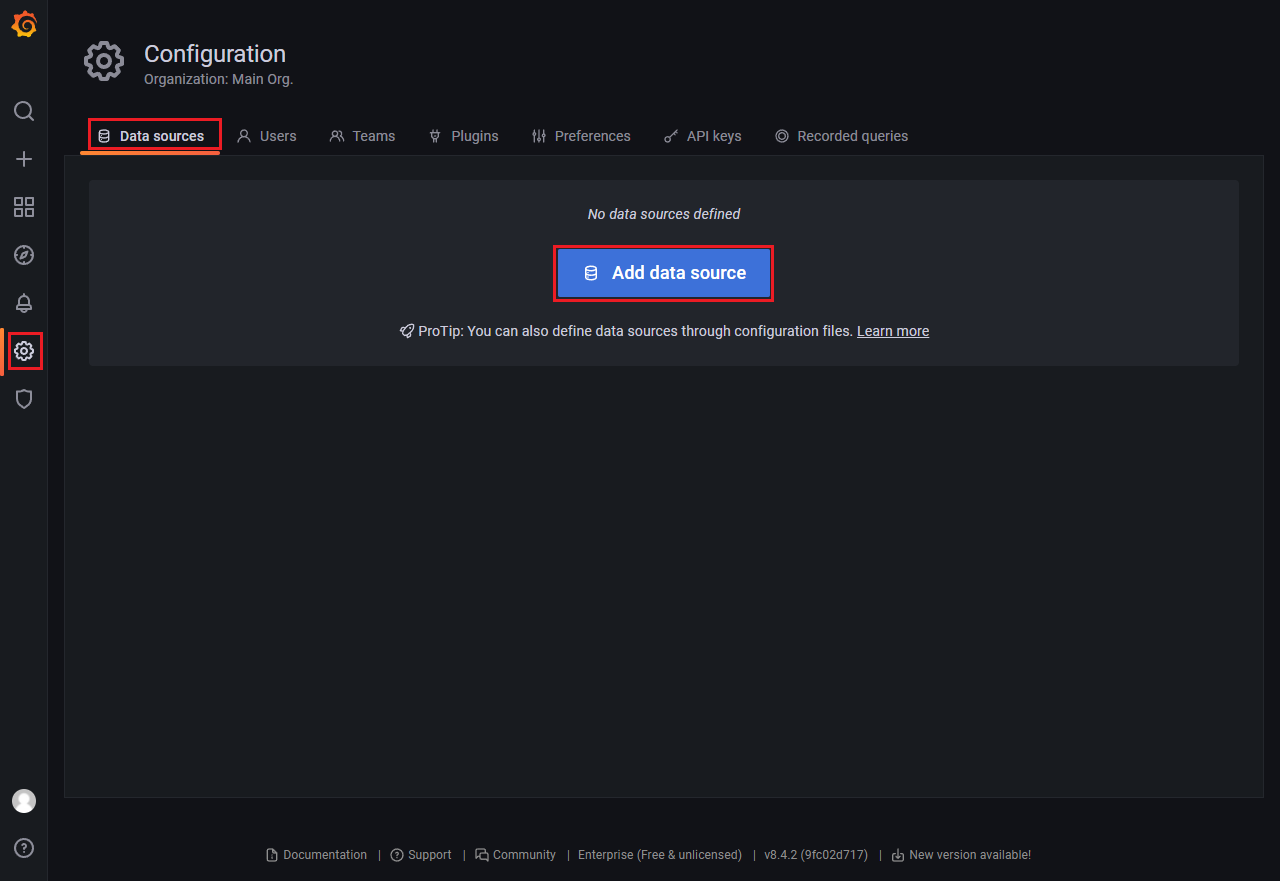 Configuration
Organization: Main Org.
Data sources Users Teams Plugins Preferences API keys Recorded queries
No data sources defined
Add data source
ProTip: You can also define data sources through configuration files. Learn more
Documentation | Support | Community | Enterprise (Free & unlicensed) | v8.4.2 (9fc02d717) | New version available!